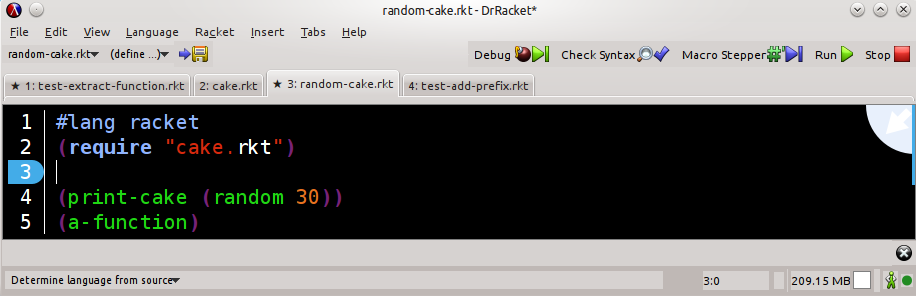 random-cake.rkt - DrRacket*
File Edit View Language Racket Insert Tabs Help
random-cake.rkt (define ...) Debug Check Syntax Macro Stepper Run Stop
1: test-extract-function.rkt 2: cake.rkt 3: random-cake.rkt 4: test-add-prefix.rkt
1 #lang racket
2 (require "cake.rkt")
3
4 (print-cake (random 30))
5 (a-function)
Determine language from source 3:0 209.15 MB